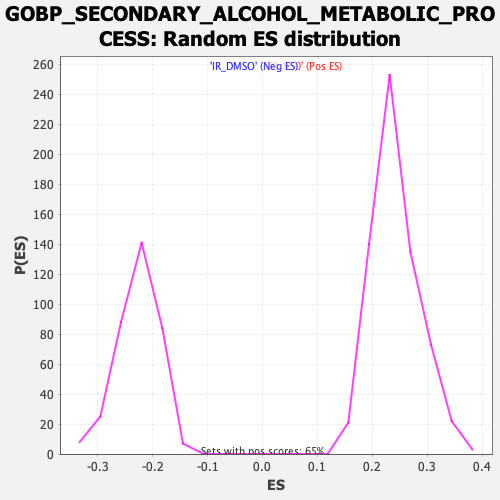 GOBP_SECONDARY_ALCOHOL_METABOLIC_PRO
CESS: Random ES distribution
'IR_DMSO' (Neg ES) (Pos ES)
260
240
220
200
180
160
140
120
100
80
60
40
20
0
P(ES)
Sets with pos scores: 65%
-0.3 -0.2 -0.1 0.0 0.1 0.2 0.3 0.4
ES